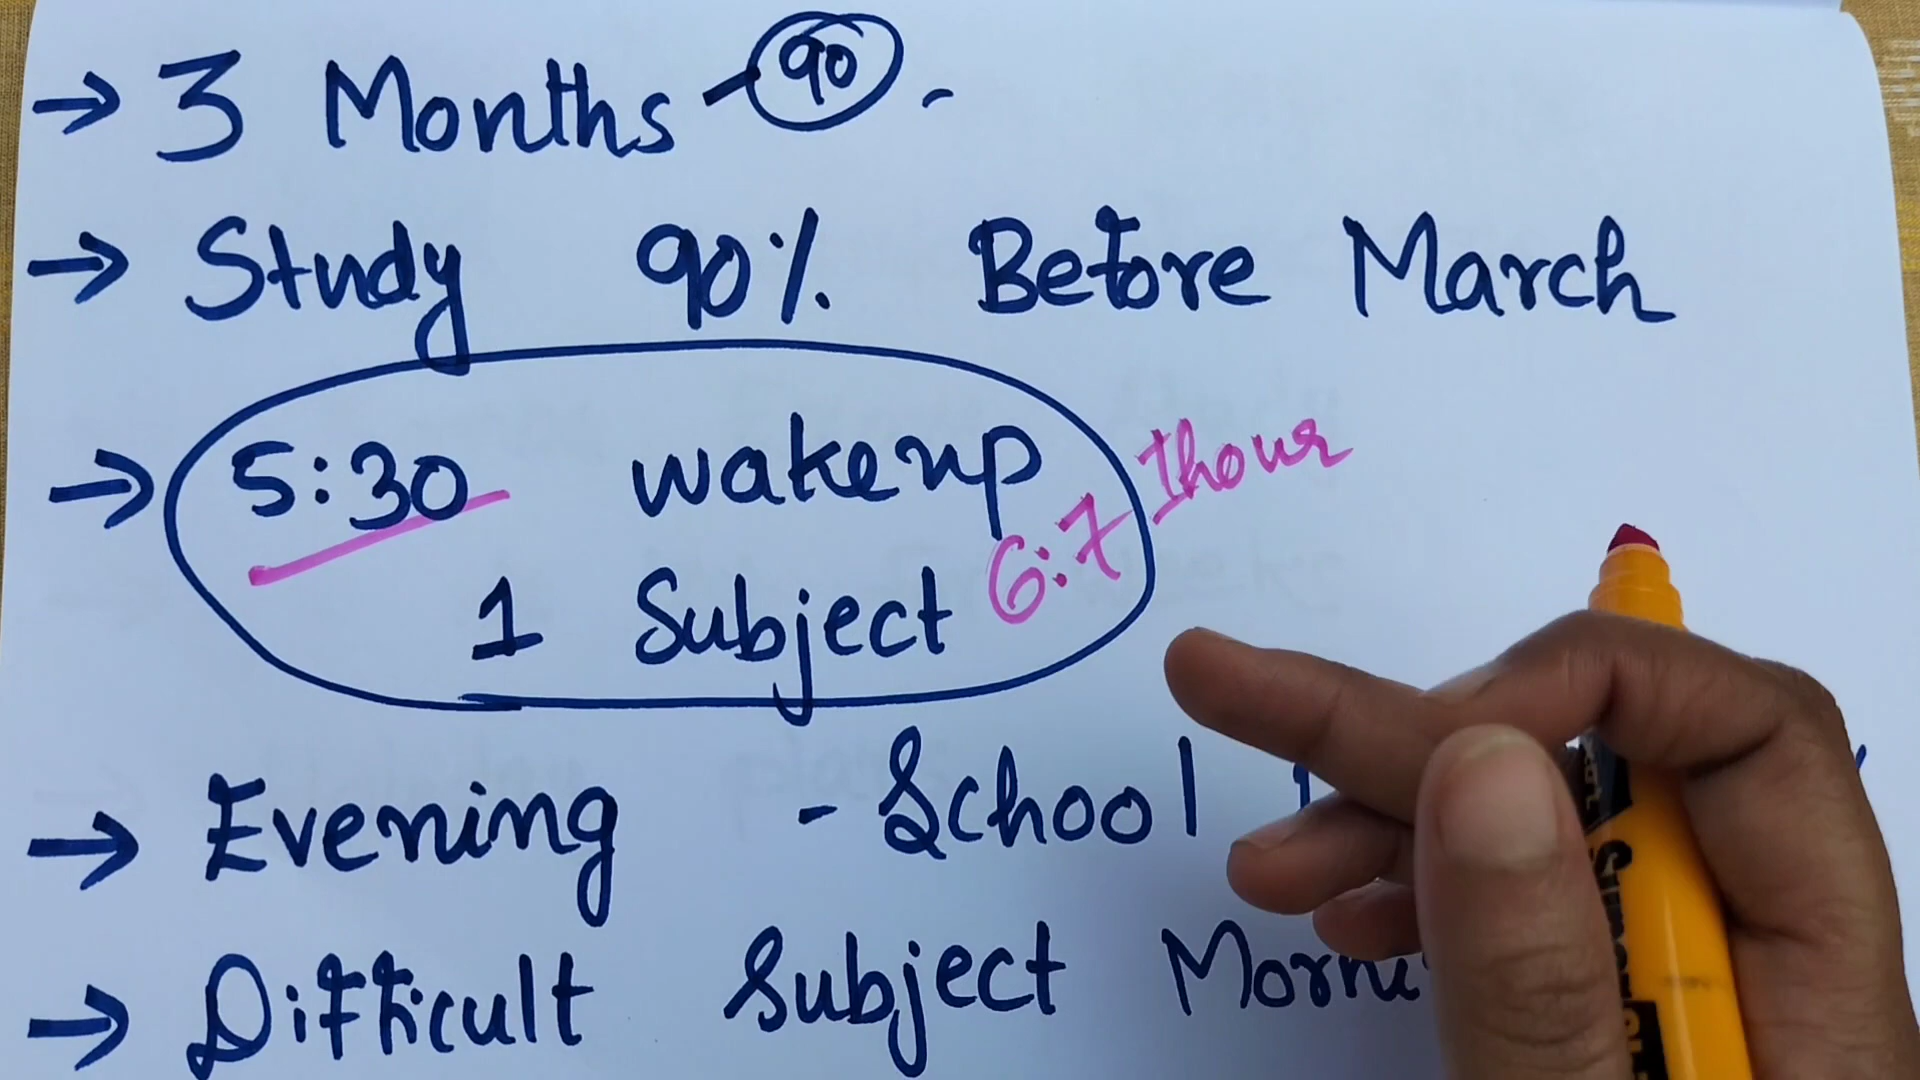 → 3 Months - 90 -
→ Study 90% Before March
→ 5:30 wakeup
1 Subject 6:7 1hour
→ Evening - School
→ Difficult Subject